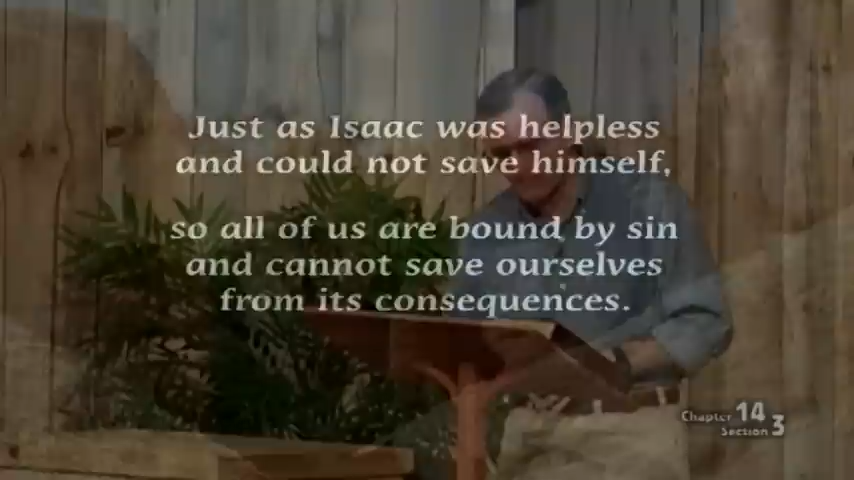 Just as Isaac was helpless
and could not save himself,
so all of us are bound by sin
and cannot save ourselves
from its consequences.
Chapter 14
Section 3